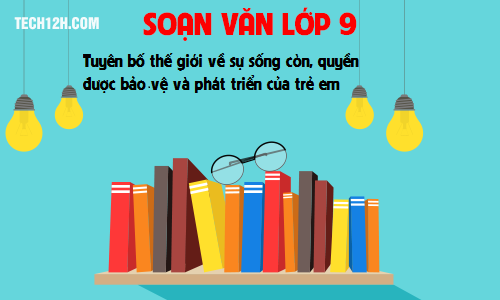 TECH12H.COM
SOẠN VĂN LỚP 9
Tuyên bố thế giới về sự sống còn, quyền
được bảo vệ và phát triển của trẻ em